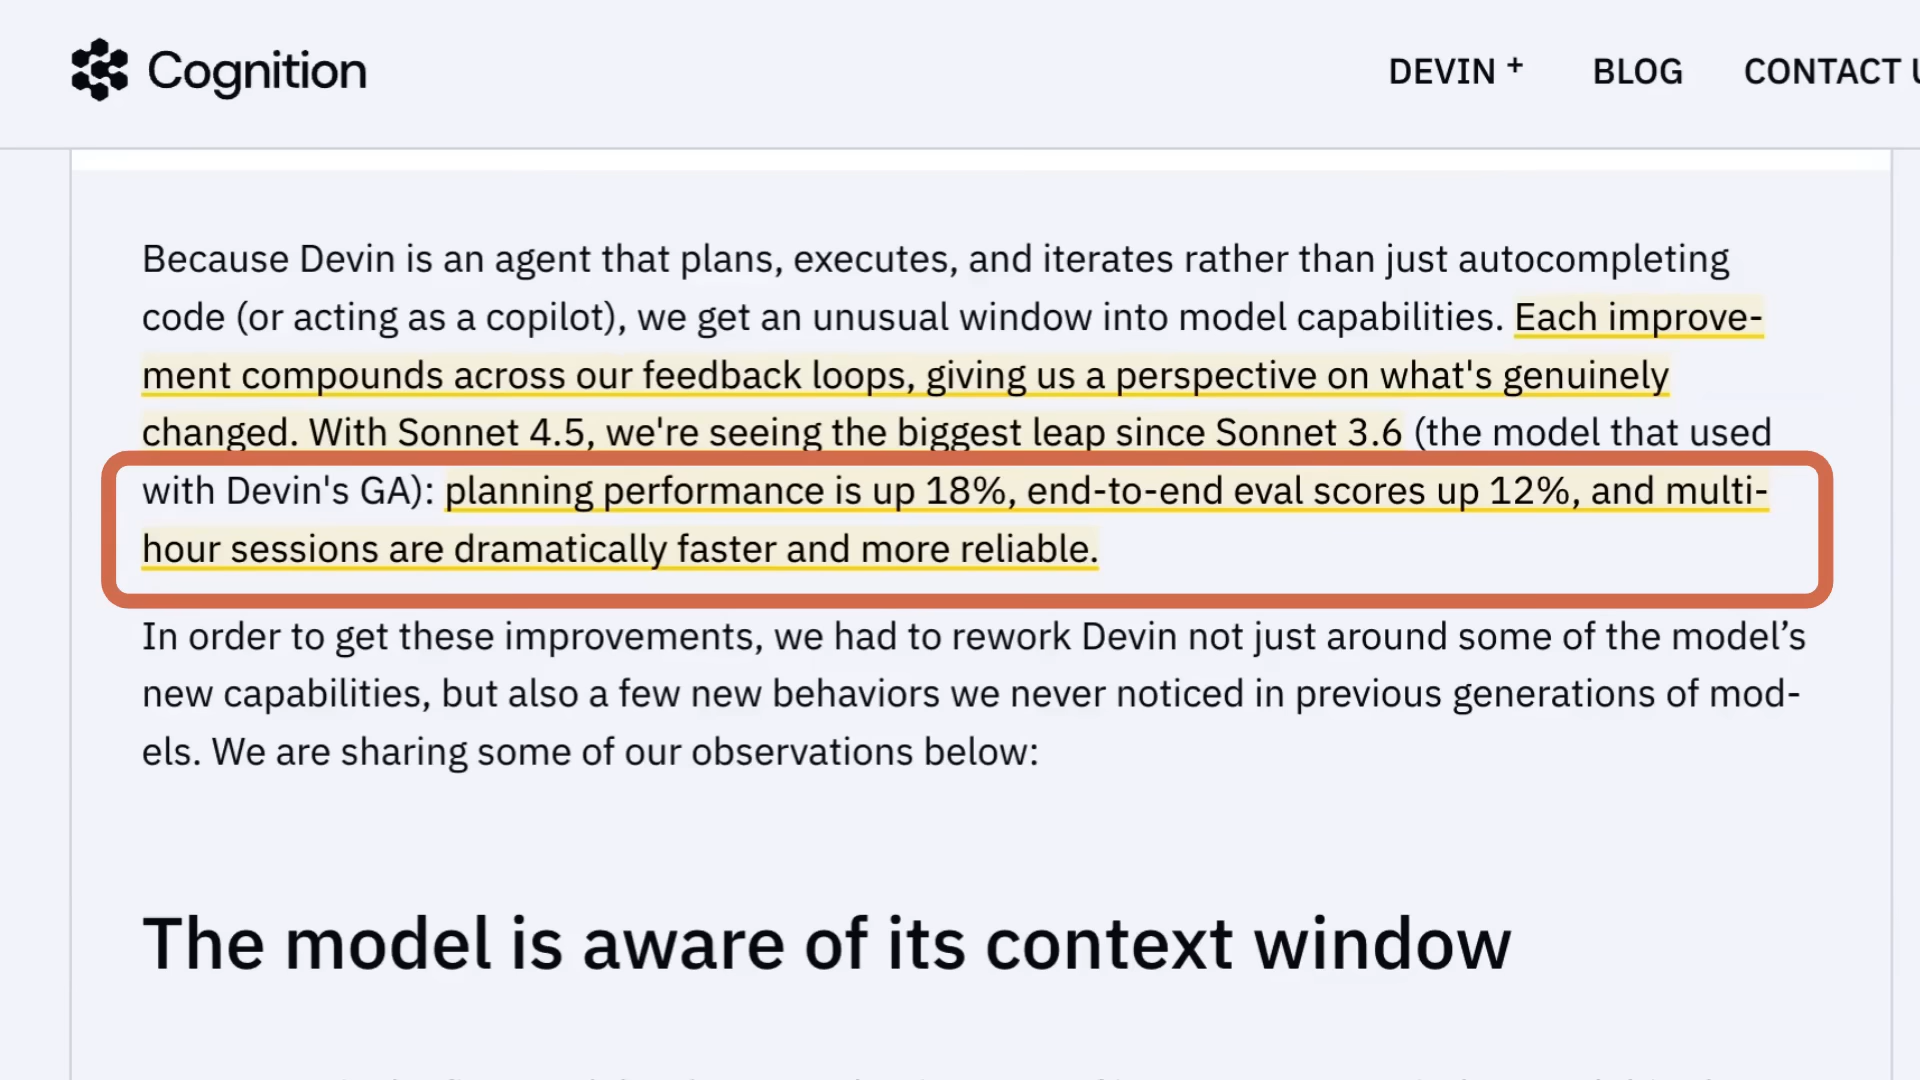 Cognition
DEVIN +
BLOG
CONTACT
Because Devin is an agent that plans, executes, and iterates rather than just autocompleting
code (or acting as a copilot), we get an unusual window into model capabilities. Each improve-
ment compounds across our feedback loops, giving us a perspective on what's genuinely
changed. With Sonnet 4.5, we're seeing the biggest leap since Sonnet 3.6 (the model that used
with Devin's GA): planning performance is up 18%, end-to-end eval scores up 12%, and multi-
hour sessions are dramatically faster and more reliable.
In order to get these improvements, we had to rework Devin not just around some of the model’s
new capabilities, but also a few new behaviors we never noticed in previous generations of mod-
els. We are sharing some of our observations below:
The model is aware of its context window